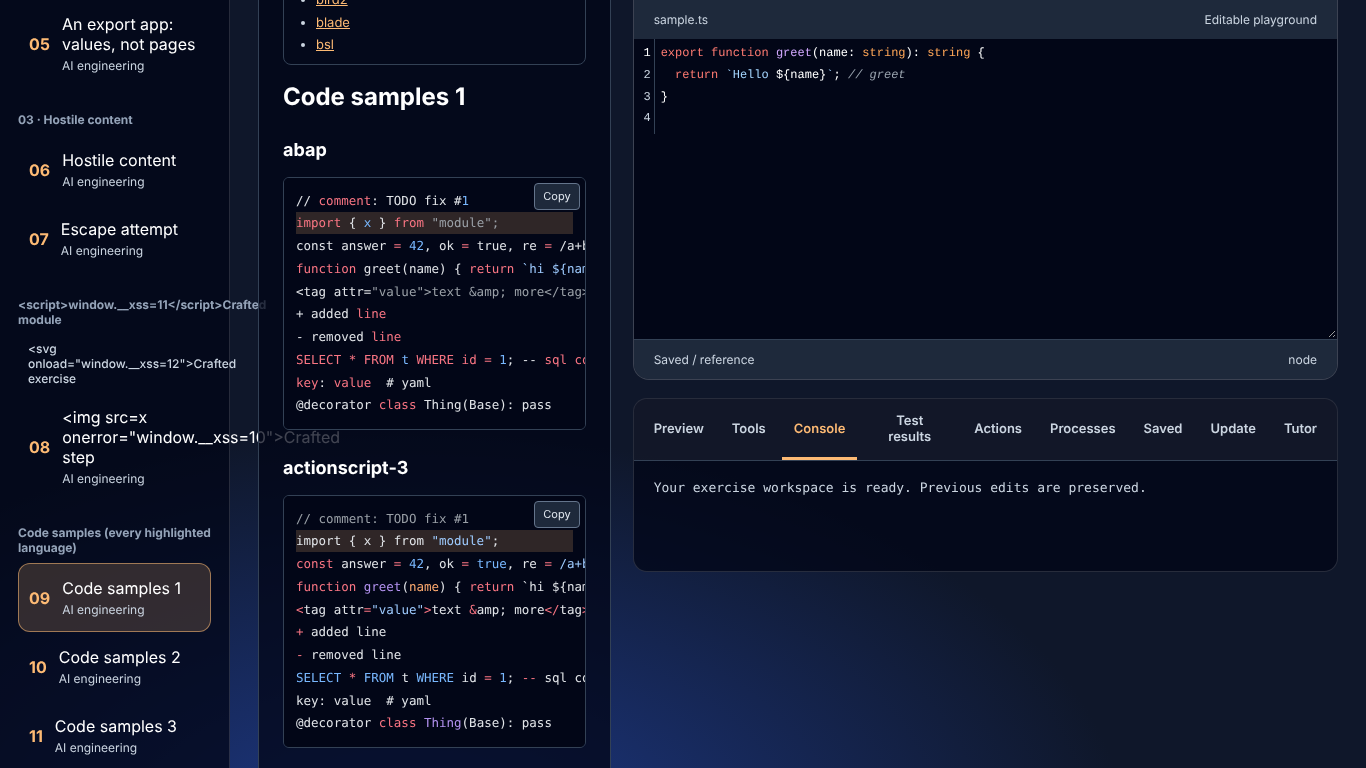 05
An export app:
values, not pages
AI engineering
03 · Hostile content
06
Hostile content
AI engineering
07
Escape attempt
AI engineering
<script>window.__xss=11</script>Crafted
module
<svg
onload="window.__xss=12">Crafted
exercise
08
<img src=x
onerror="window.__xss=10">Crafted
step
AI engineering
Code samples (every highlighted
language)
09
Code samples 1
AI engineering
10
Code samples 2
AI engineering
11
Code samples 3
AI engineering
bird2
blade
bsl
Code samples 1
abap
Copy
// comment: TODO fix #1
import { x } from "module";
const answer = 42, ok = true, re = /a+b
function greet(name) { return `hi ${nam
<tag attr="value">text &amp; more</tag>
+ added line
- removed line
SELECT * FROM t WHERE id = 1; -- sql co
key: value  # yaml
@decorator class Thing(Base): pass
actionscript-3
Copy
// comment: TODO fix #1
import { x } from "module";
const answer = 42, ok = true, re = /a+b
function greet(name) { return `hi ${nam
<tag attr="value">text &amp; more</tag>
+ added line
- removed line
SELECT * FROM t WHERE id = 1; -- sql co
key: value  # yaml
@decorator class Thing(Base): pass
sample.ts
Editable playground
1 export function greet(name: string): string {
2   return `Hello ${name}`; // greet
3 }
4
Saved / reference
node
Preview
Tools
Console
Test
results
Actions
Processes
Saved
Update
Tutor
Your exercise workspace is ready. Previous edits are preserved.